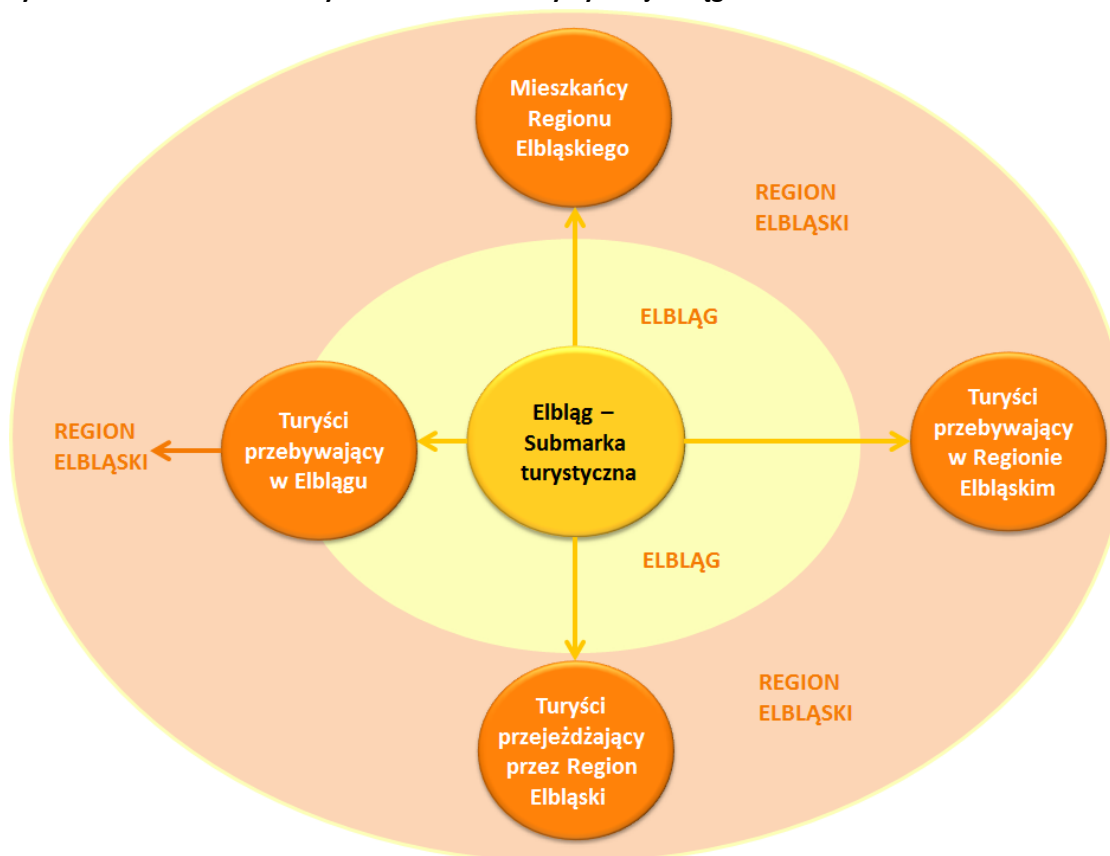 Mieszkańcy
Regionu
Elbląskiego
REGION
ELBLĄSKI
ELBLĄG
REGION
ELBLĄSKI
Turyści
przebywający
w Elblągu
Elbląg –
Submarka
turystyczna
Turyści
przebywający
w Regionie
Elbląskim
ELBLĄG
Turyści
przejeżdżający
przez Region
Elbląski
REGION
ELBLĄSKI